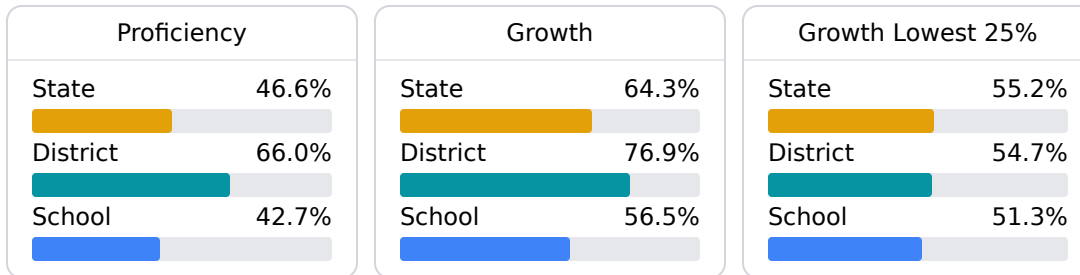 Proficiency
State 46.6%
District 66.0%
School 42.7%
Growth
State 64.3%
District 76.9%
School 56.5%
Growth Lowest 25%
State 55.2%
District 54.7%
School 51.3%